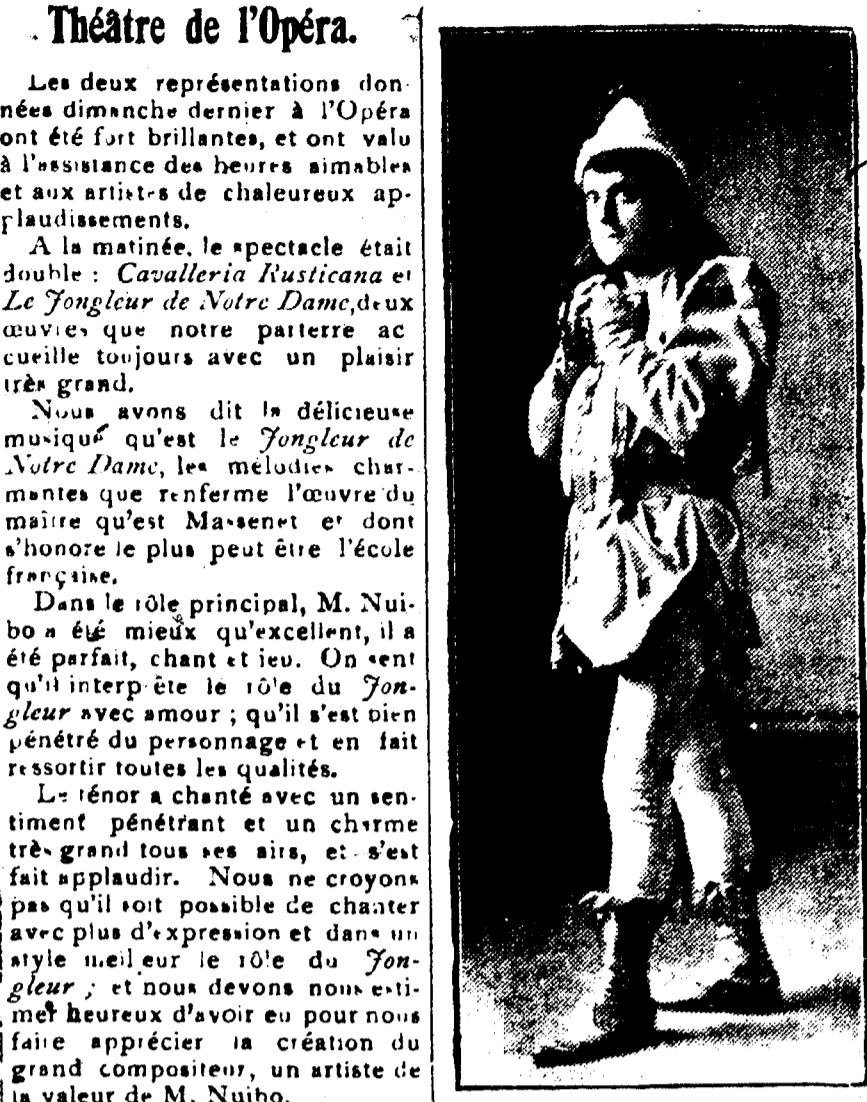 Théâtre de l'Opéra.
Les deux représentations don-
nées dimanche dernier à l'Opéra
ont été fort brillantes, et ont valu
à l'assistance des heures aimables
et aux artistes de chaleureux ap-
plaudissements.
A la matinée, le spectacle était
double : Cavalleria Rusticana et
Le Jongleur de Notre Dame, deux
œuvres que notre parterre ac
cueille toujours avec un plaisir
très grand.
Nous avons dit la délicieuse
musique qu'est le Jongleur de
Notre Dame, les mélodies char-
mantes que renferme l'œuvre du
maître qu'est Massenet et dont
s'honore le plus peut être l'école
française.
Dans le rôle principal, M. Nui-
bo a été mieux qu'excellent, il a
été parfait, chant et jeu. On sent
qu'il interprète le rôle du Jon-
gleur avec amour ; qu'il s'est bien
pénétré du personnage et en fait
ressortir toutes les qualités.
Le ténor a chanté avec un sen-
timent pénétrant et un charme
très grand tous ses airs, et s'est
fait applaudir. Nous ne croyons
pas qu'il soit possible de chanter
avec plus d'expression et dans un
style meilleur le rôle du Jon-
gleur ; et nous devons nous esti-
mer heureux d'avoir eu pour nous
faire apprécier la création du
grand compositeur, un artiste de
la valeur de M. Nuibo.